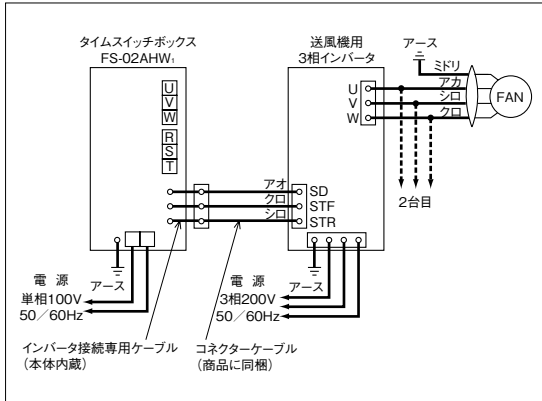 タイムスイッチボックス
FS-02AHW₁
送風機用
3相インバータ
アース
ミドリ
アカ
シロ
クロ
FAN
U
V
W
R
S
T
U
V
W
2台目
アオ
クロ
シロ
SD
STF
STR
電源
アース
単相100V
50/60Hz
電源
アース
3相200V
50/60Hz
インバータ接続専用ケーブル
(本体内蔵)
コネクターケーブル
(商品に同梱)